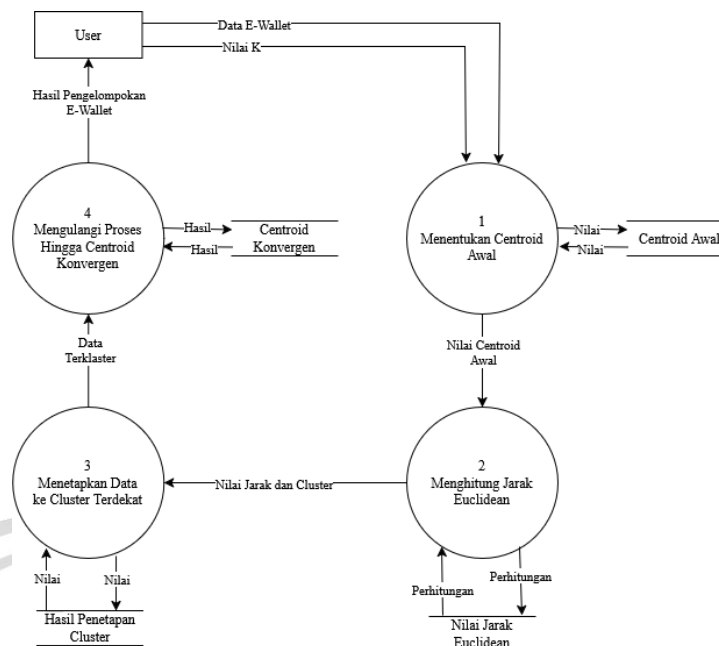 User
Data E-Wallet
Nilai K
Hasil Pengelompokan
E-Wallet
4
Mengulangi Proses
Hingga Centroid
Konvergen
Hasil
Hasil
Centroid
Konvergen
1
Menentukan Centroid
Awal
Nilai
Nilai
Centroid Awal
Data
Terklaster
Nilai Centroid
Awal
3
Menetapkan Data
ke Cluster Terdekat
Nilai Jarak dan Cluster
2
Menghitung Jarak
Euclidean
Nilai
Nilai
Hasil Penetapan
Cluster
Perhitungan
Perhitungan
Nilai Jarak
Euclidean